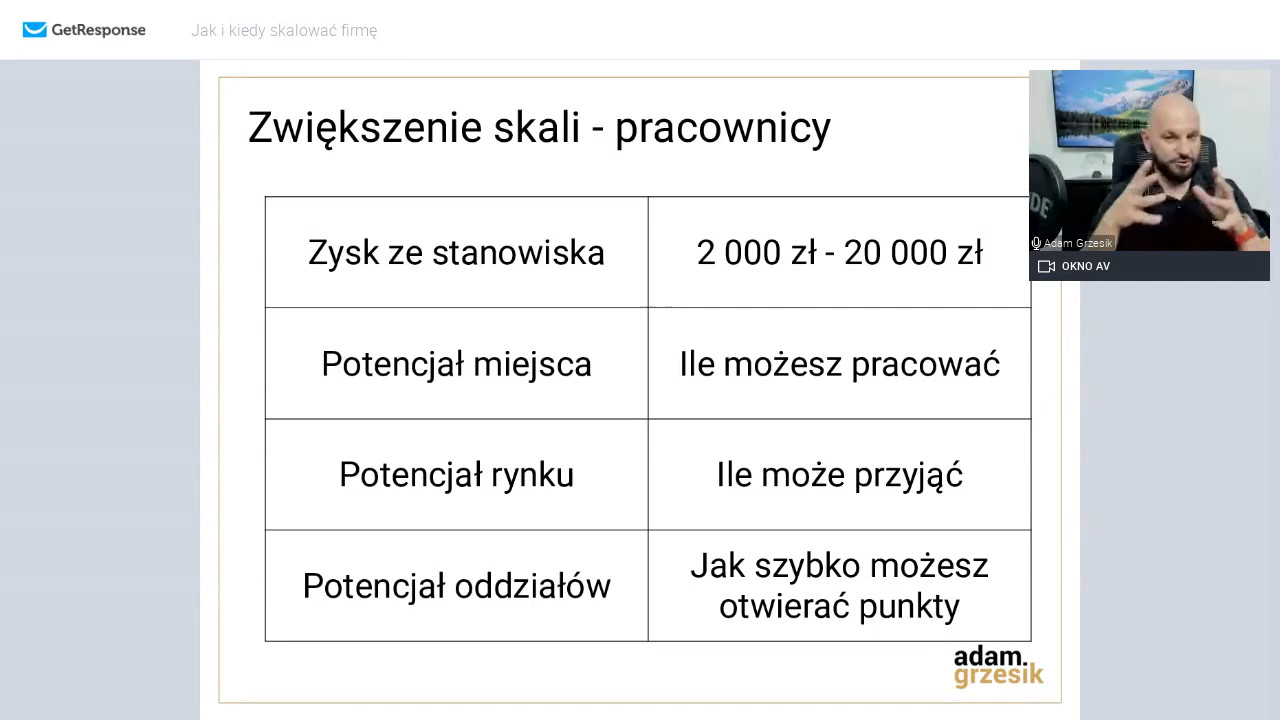 GetResponse
Jak i kiedy skalować firmę
Zwiększenie skali - pracownicy
Zysk ze stanowiska
2 000 zł - 20 000 zł
Potencjał miejsca
Ile możesz pracować
Potencjał rynku
Ile może przyjąć
Potencjał oddziałów
Jak szybko możesz
otwierać punkty
adam.
grzesik
DE
Adam Grzesik
OKNO AV